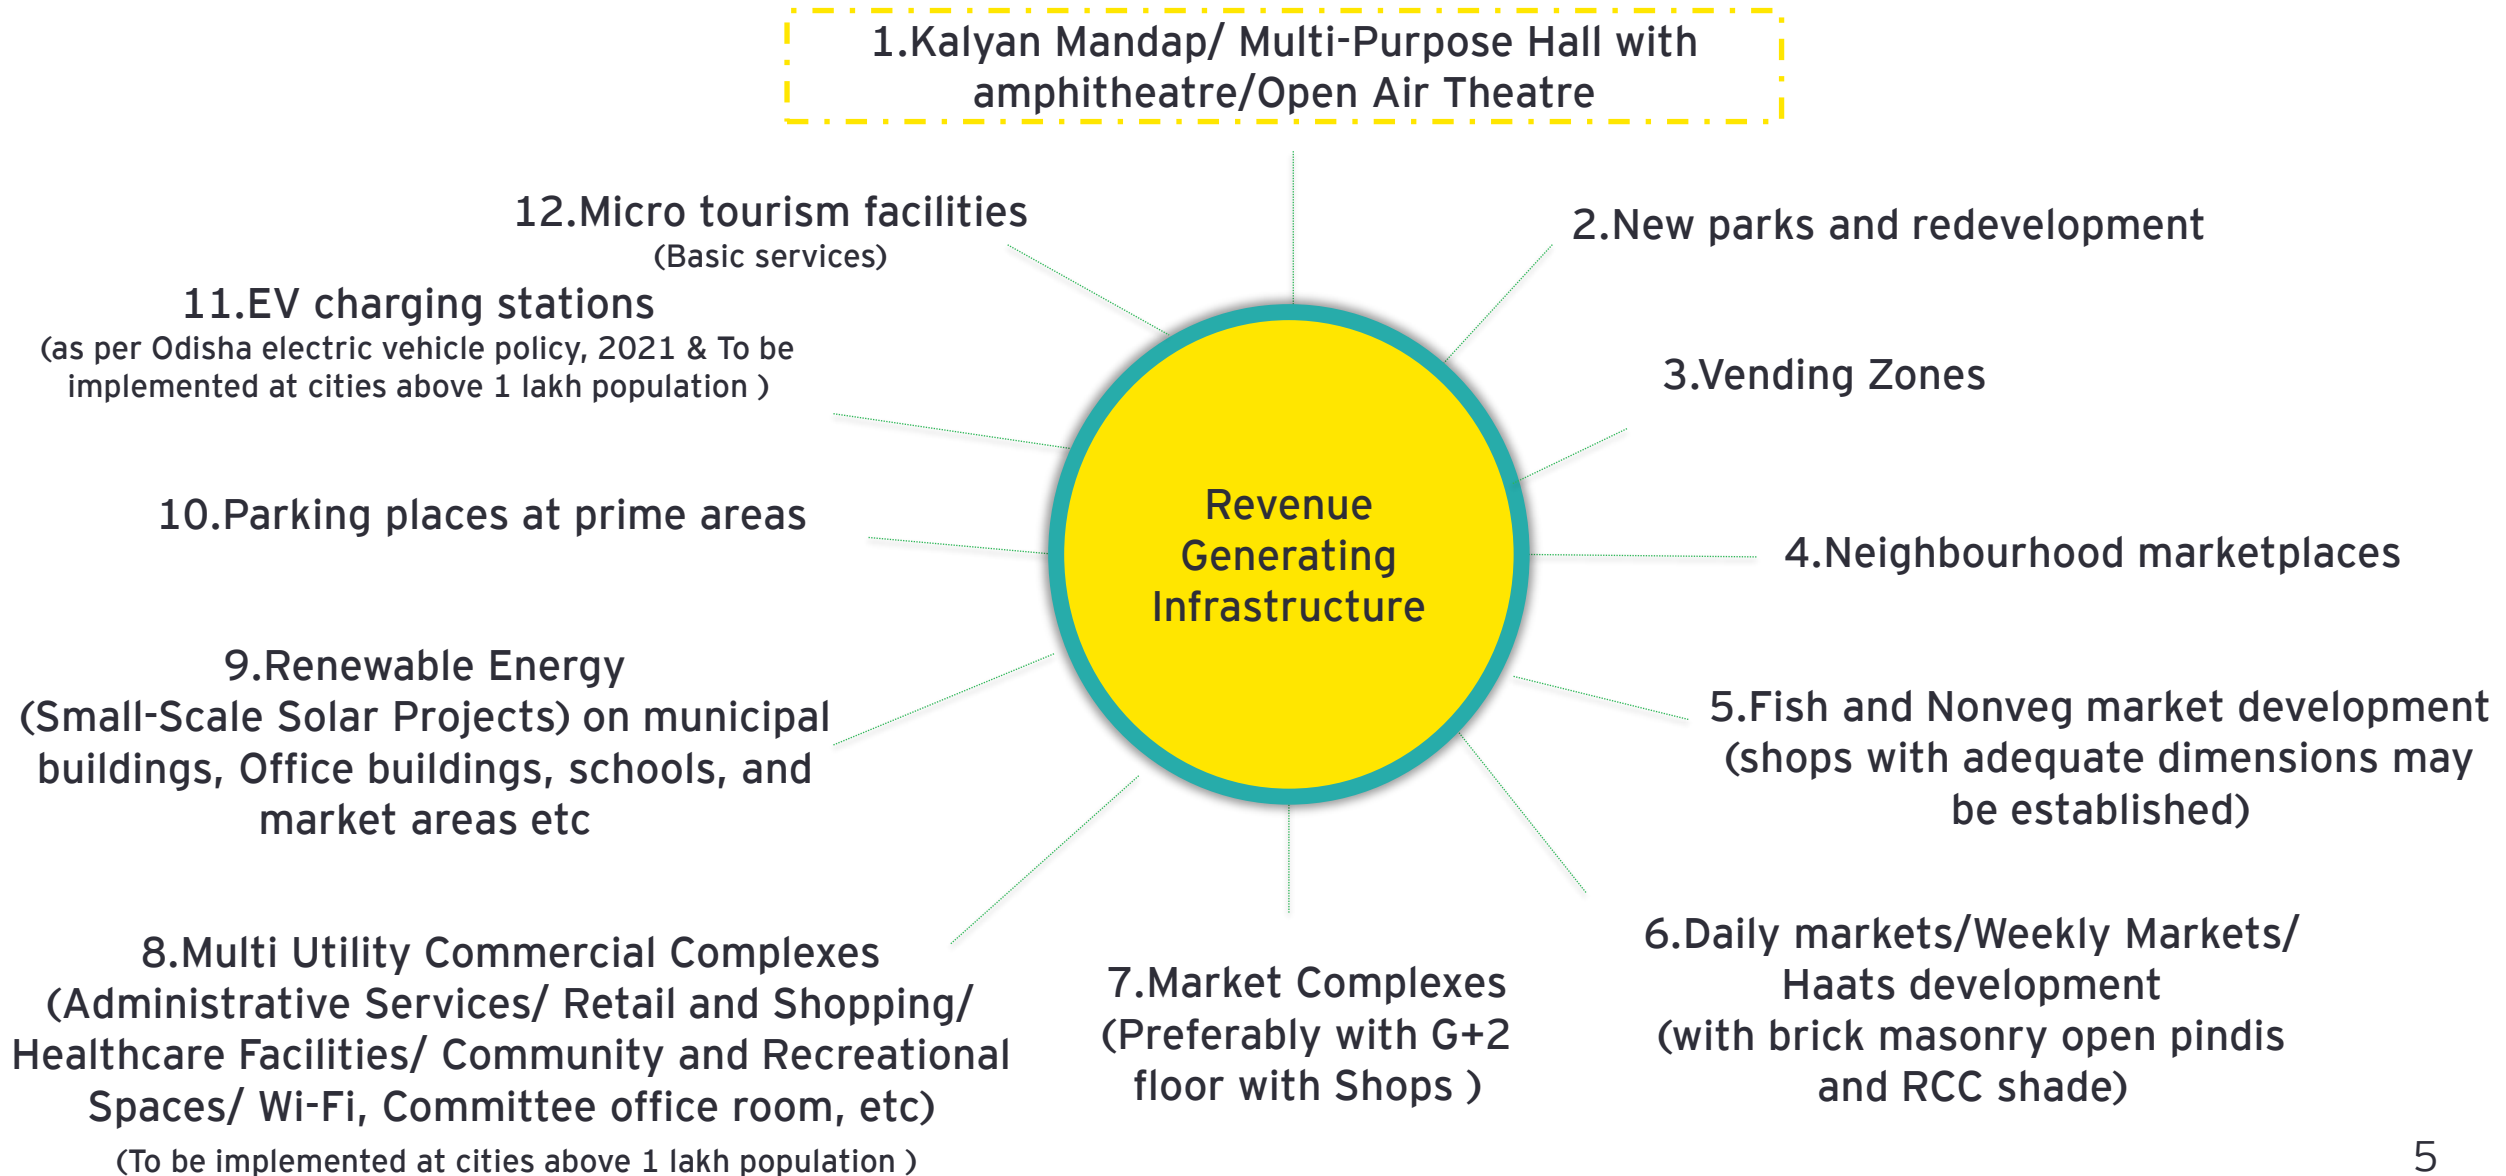 1.Kalyan Mandap/ Multi-Purpose Hall with
amphitheatre/Open Air Theatre
2.New parks and redevelopment
3.Vending Zones
4.Neighbourhood marketplaces
5.Fish and Nonveg market development
(shops with adequate dimensions may
be established)
6.Daily markets/Weekly Markets/
Haats development
(with brick masonry open pindis
and RCC shade)
7.Market Complexes
(Preferably with G+2
floor with Shops )
8.Multi Utility Commercial Complexes
(Administrative Services/ Retail and Shopping/
Healthcare Facilities/ Community and Recreational
Spaces/ Wi-Fi, Committee office room, etc)
(To be implemented at cities above 1 lakh population )
9.Renewable Energy
(Small-Scale Solar Projects) on municipal
buildings, Office buildings, schools, and
market areas etc
10.Parking places at prime areas
11.EV charging stations
(as per Odisha electric vehicle policy, 2021 & To be
implemented at cities above 1 lakh population )
12.Micro tourism facilities
(Basic services)
Revenue
Generating
Infrastructure
5